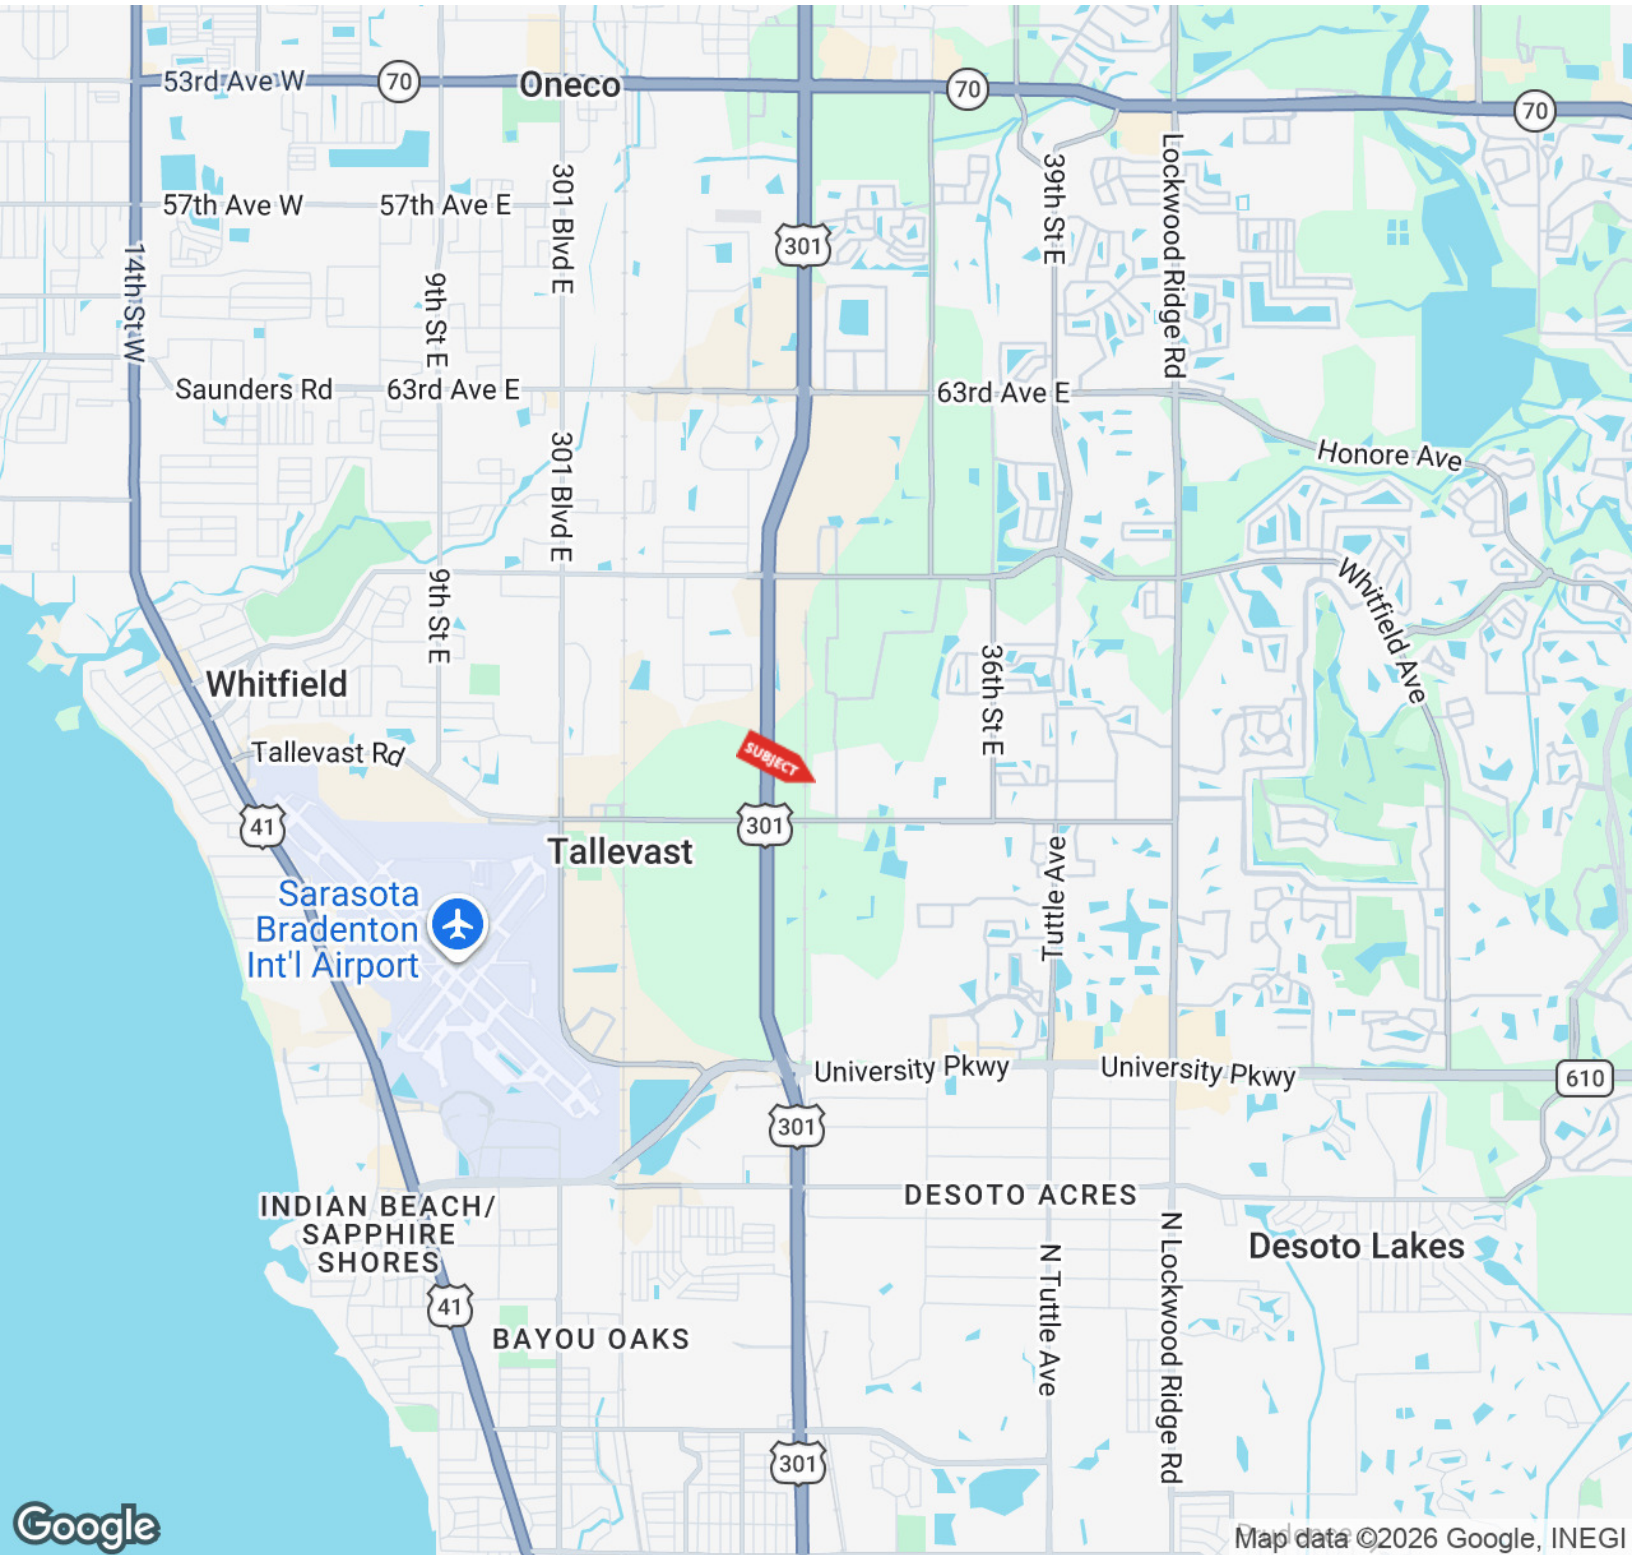 53rd Ave W
70
Oneco
70
70
57th Ave W
57th Ave E
301 Blvd E
39th St E
Lockwood Ridge Rd
301
14th St W
9th St E
Saunders Rd
63rd Ave E
63rd Ave E
301 Blvd E
Honore Ave
9th St E
Whitfield Ave
36th St E
Whitfield
Tallevast Rd
SUBJECT
41
301
Tallevast
Tuttle Ave
Sarasota
Bradenton
Int'l Airport
University Pkwy
University Pkwy
610
301
INDIAN BEACH/
SAPPHIRE
SHORES
DESOTO ACRES
N Lockwood Ridge Rd
Desoto Lakes
N Tuttle Ave
41
BAYOU OAKS
301
Google
Map data ©2026 Google, INEGI